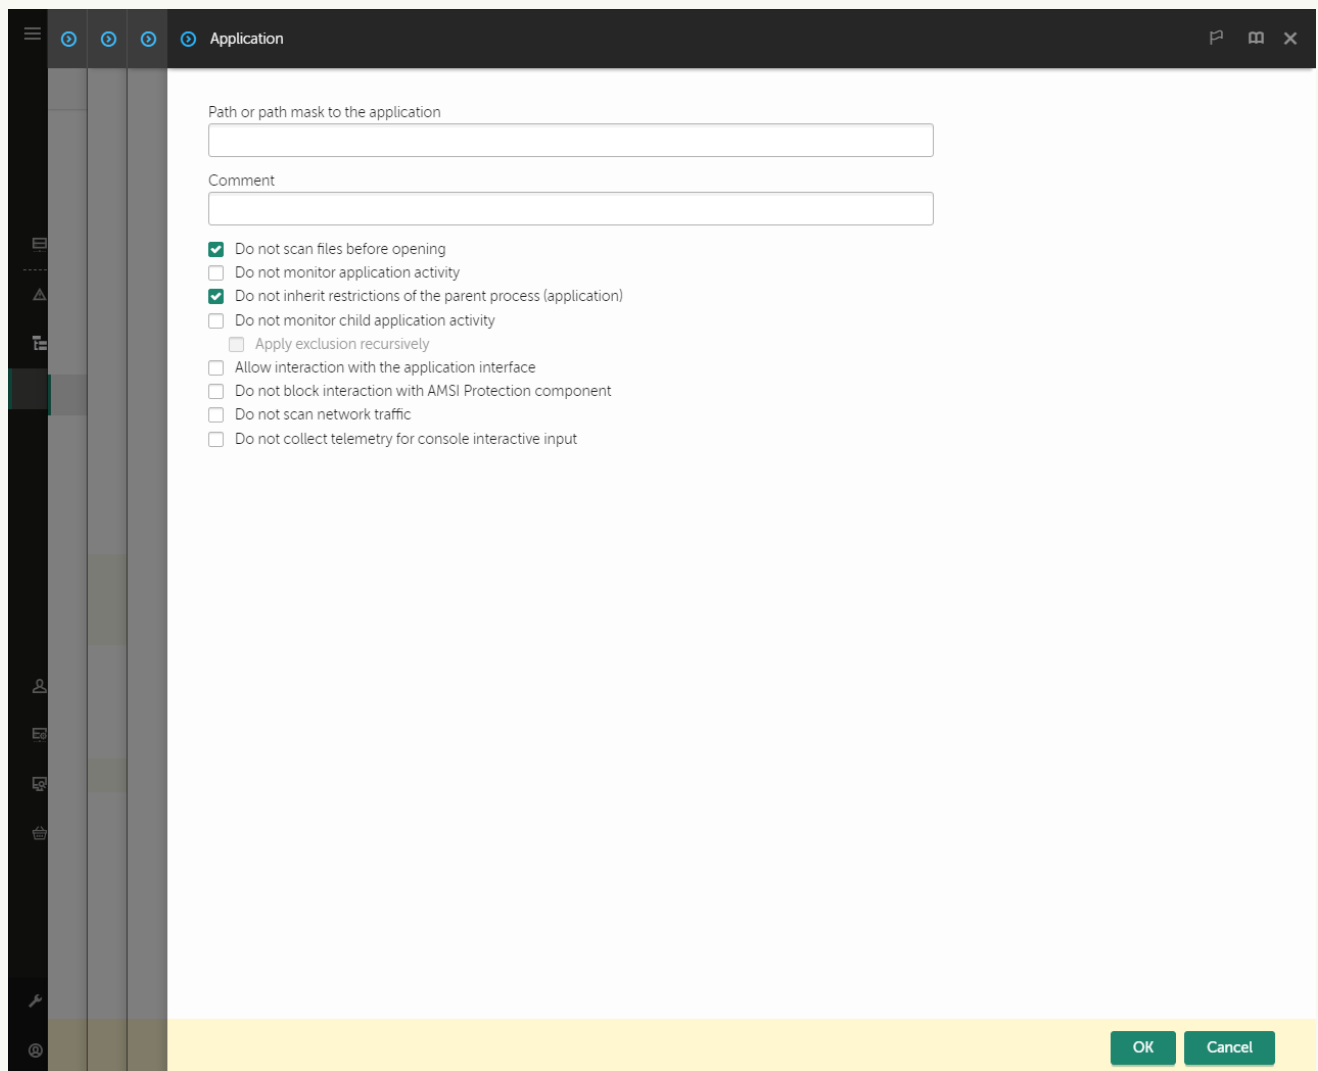 Application
Path or path mask to the application
Comment
Do not scan files before opening
Do not monitor application activity
Do not inherit restrictions of the parent process (application)
Do not monitor child application activity
Apply exclusion recursively
Allow interaction with the application interface
Do not block interaction with AMSI Protection component
Do not scan network traffic
Do not collect telemetry for console interactive input
OK Cancel